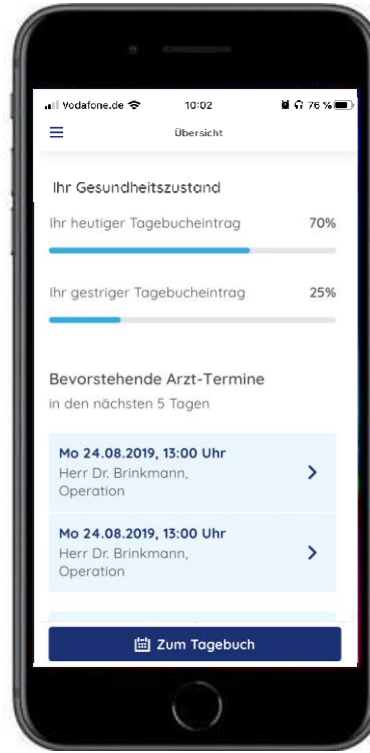 Vodafone.de 10:02 76 %
Übersicht
Ihr Gesundheitszustand
Ihr heutiger Tagebucheintrag 70%
Ihr gestriger Tagebucheintrag 25%
Bevorstehende Arzt-Termine
in den nächsten 5 Tagen
Mo 24.08.2019, 13:00 Uhr
Herr Dr. Brinkmann,
Operation
Mo 24.08.2019, 13:00 Uhr
Herr Dr. Brinkmann,
Operation
Zum Tagebuch